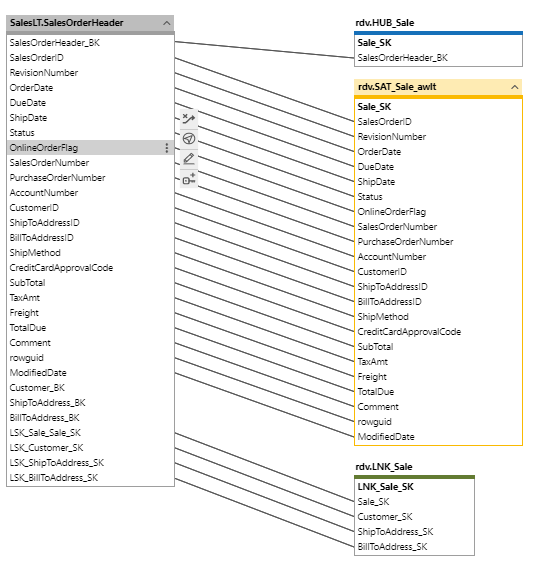 SalesLT.SalesOrderHeader
SalesOrderHeader_BK
SalesOrderID
RevisionNumber
OrderDate
DueDate
ShipDate
Status
OnlineOrderFlag
SalesOrderNumber
PurchaseOrderNumber
AccountNumber
CustomerID
ShipToAddressID
BillToAddressID
ShipMethod
CreditCardApprovalCode
SubTotal
TaxAmt
Freight
TotalDue
Comment
rowguid
ModifiedDate
Customer_BK
ShipToAddress_BK
BillToAddress_BK
LSK_Sale_Sale_SK
LSK_Customer_SK
LSK_ShipToAddress_SK
LSK_BillToAddress_SK
rdv.HUB_Sale
Sale_SK
SalesOrderHeader_BK
rdv.SAT_Sale_awlt
Sale_SK
SalesOrderID
RevisionNumber
OrderDate
DueDate
ShipDate
Status
OnlineOrderFlag
SalesOrderNumber
PurchaseOrderNumber
AccountNumber
CustomerID
ShipToAddressID
BillToAddressID
ShipMethod
CreditCardApprovalCode
SubTotal
TaxAmt
Freight
TotalDue
Comment
rowguid
ModifiedDate
rdv.LNK_Sale
LNK_Sale_SK
Sale_SK
Customer_SK
ShipToAddress_SK
BillToAddress_SK